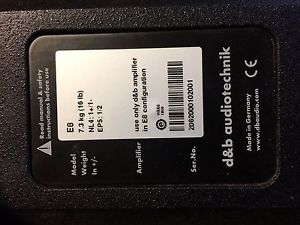 Read manual & safety
instructions before use!
Model E8
Weight 7.3 kg (16 lb)
In +/- NL4: 1+/1-
EP5: 1/2
Amplifier use only d&b amplifier
in E8 configuration
Ser.No. 2062000102001
d&b audiotechnik
Made in Germany
www.dbaudio.com
CE